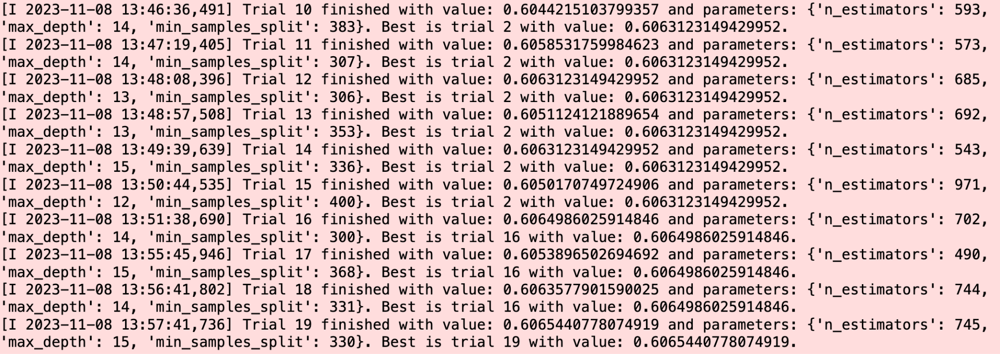 [I 2023-11-08 13:46:36,491] Trial 10 finished with value: 0.6044215103799357 and parameters: {'n_estimators': 593,
'max_depth': 14, 'min_samples_split': 383}. Best is trial 2 with value: 0.6063123149429952.
[I 2023-11-08 13:47:19,405] Trial 11 finished with value: 0.6058531759984623 and parameters: {'n_estimators': 573,
'max_depth': 14, 'min_samples_split': 307}. Best is trial 2 with value: 0.6063123149429952.
[I 2023-11-08 13:48:08,396] Trial 12 finished with value: 0.6063123149429952 and parameters: {'n_estimators': 685,
'max_depth': 13, 'min_samples_split': 306}. Best is trial 2 with value: 0.6063123149429952.
[I 2023-11-08 13:48:57,508] Trial 13 finished with value: 0.6051124121889654 and parameters: {'n_estimators': 692,
'max_depth': 13, 'min_samples_split': 353}. Best is trial 2 with value: 0.6063123149429952.
[I 2023-11-08 13:49:39,639] Trial 14 finished with value: 0.6063123149429952 and parameters: {'n_estimators': 543,
'max_depth': 15, 'min_samples_split': 336}. Best is trial 2 with value: 0.6063123149429952.
[I 2023-11-08 13:50:44,535] Trial 15 finished with value: 0.6050170749724906 and parameters: {'n_estimators': 971,
'max_depth': 12, 'min_samples_split': 400}. Best is trial 2 with value: 0.6063123149429952.
[I 2023-11-08 13:51:38,690] Trial 16 finished with value: 0.6064986025914846 and parameters: {'n_estimators': 702,
'max_depth': 14, 'min_samples_split': 300}. Best is trial 16 with value: 0.6064986025914846.
[I 2023-11-08 13:55:45,946] Trial 17 finished with value: 0.6053896502694692 and parameters: {'n_estimators': 490,
'max_depth': 15, 'min_samples_split': 368}. Best is trial 16 with value: 0.6064986025914846.
[I 2023-11-08 13:56:41,802] Trial 18 finished with value: 0.6063577901590025 and parameters: {'n_estimators': 744,
'max_depth': 14, 'min_samples_split': 331}. Best is trial 16 with value: 0.6064986025914846.
[I 2023-11-08 13:57:41,736] Trial 19 finished with value: 0.6065440778074919 and parameters: {'n_estimators': 745,
'max_depth': 15, 'min_samples_split': 330}. Best is trial 19 with value: 0.6065440778074919.